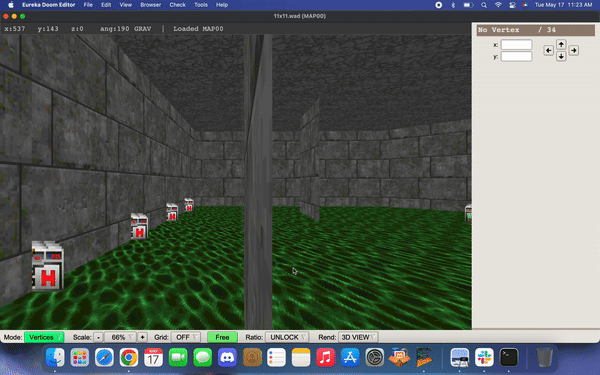 Eureka Doom Editor File Edit View Browser Check Tools Help Tue May 17 11:23 AM
11x11.wad (MAP00)
x:537 y:143 z:0 ang:190 GRAV | Loaded MAP00
No Vertex / 34
x:
y:
H
H
H
H
Mode: Vertices Scale: - 66% + Grid: OFF Free Ratio: UNLOCK Rend: 3D VIEW
MAY
17